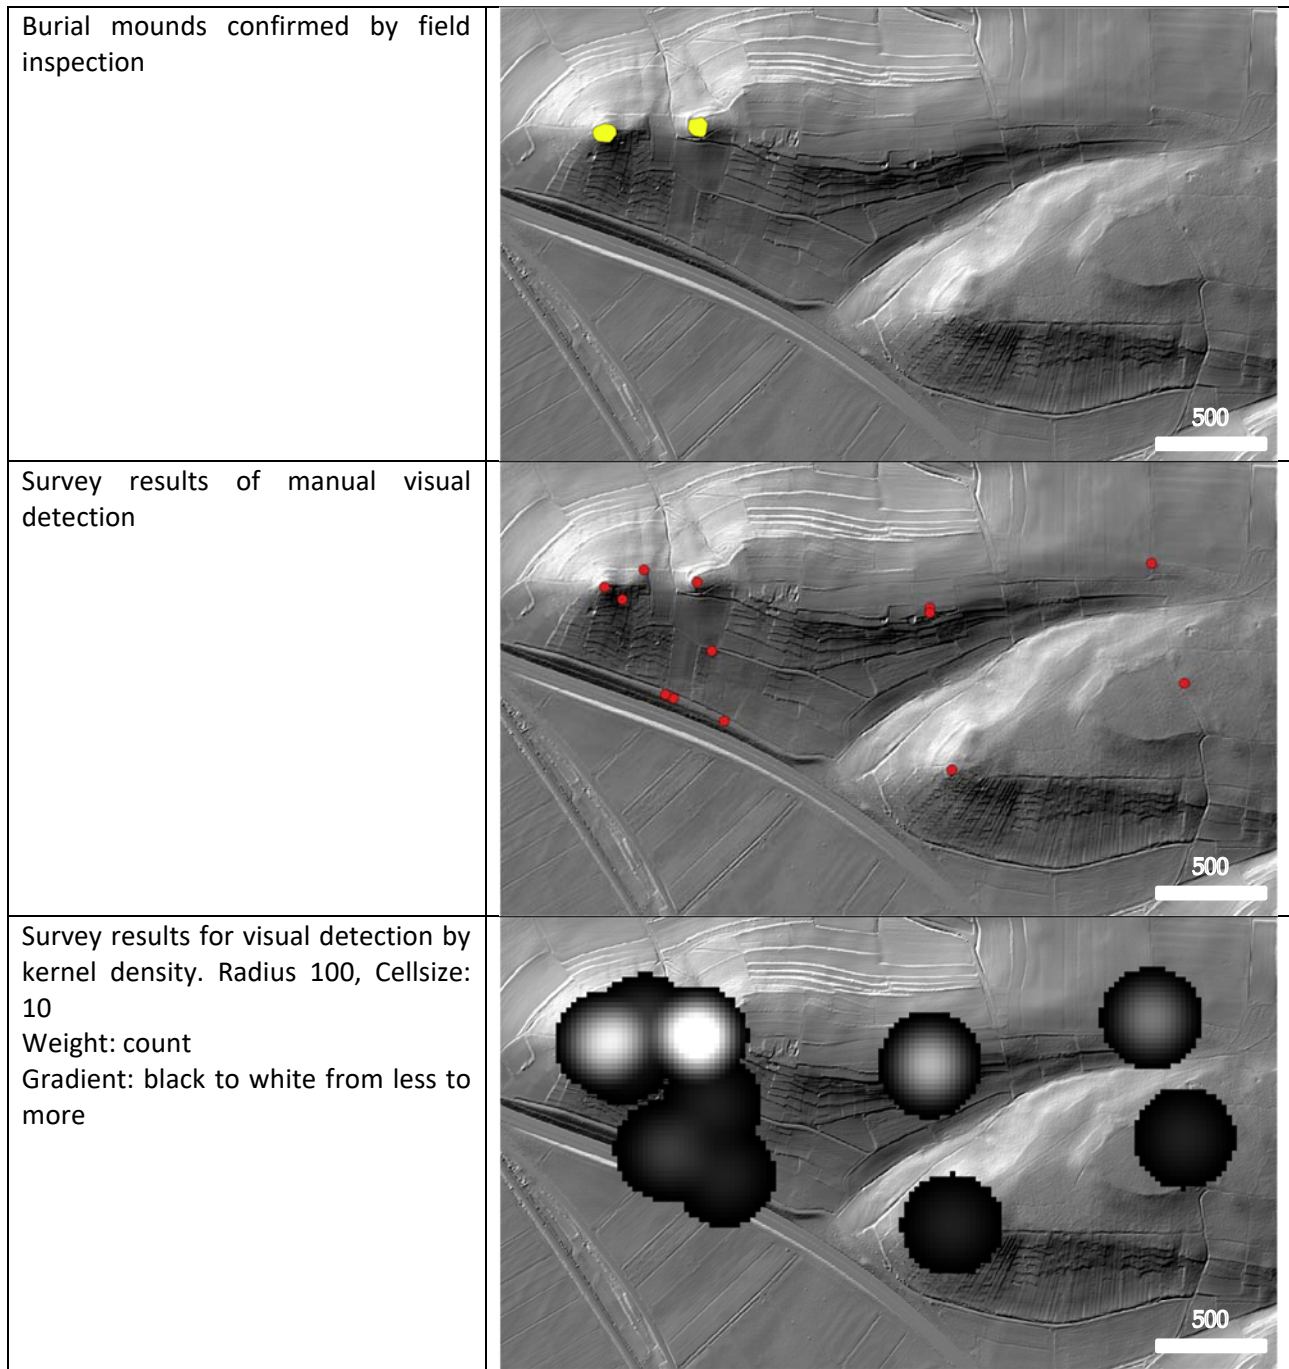 Burial mounds confirmed by field
inspection
500
Survey results of manual visual
detection
500
Survey results for visual detection by
kernel density. Radius 100, Cellsize:
10
Weight: count
Gradient: black to white from less to
more
500